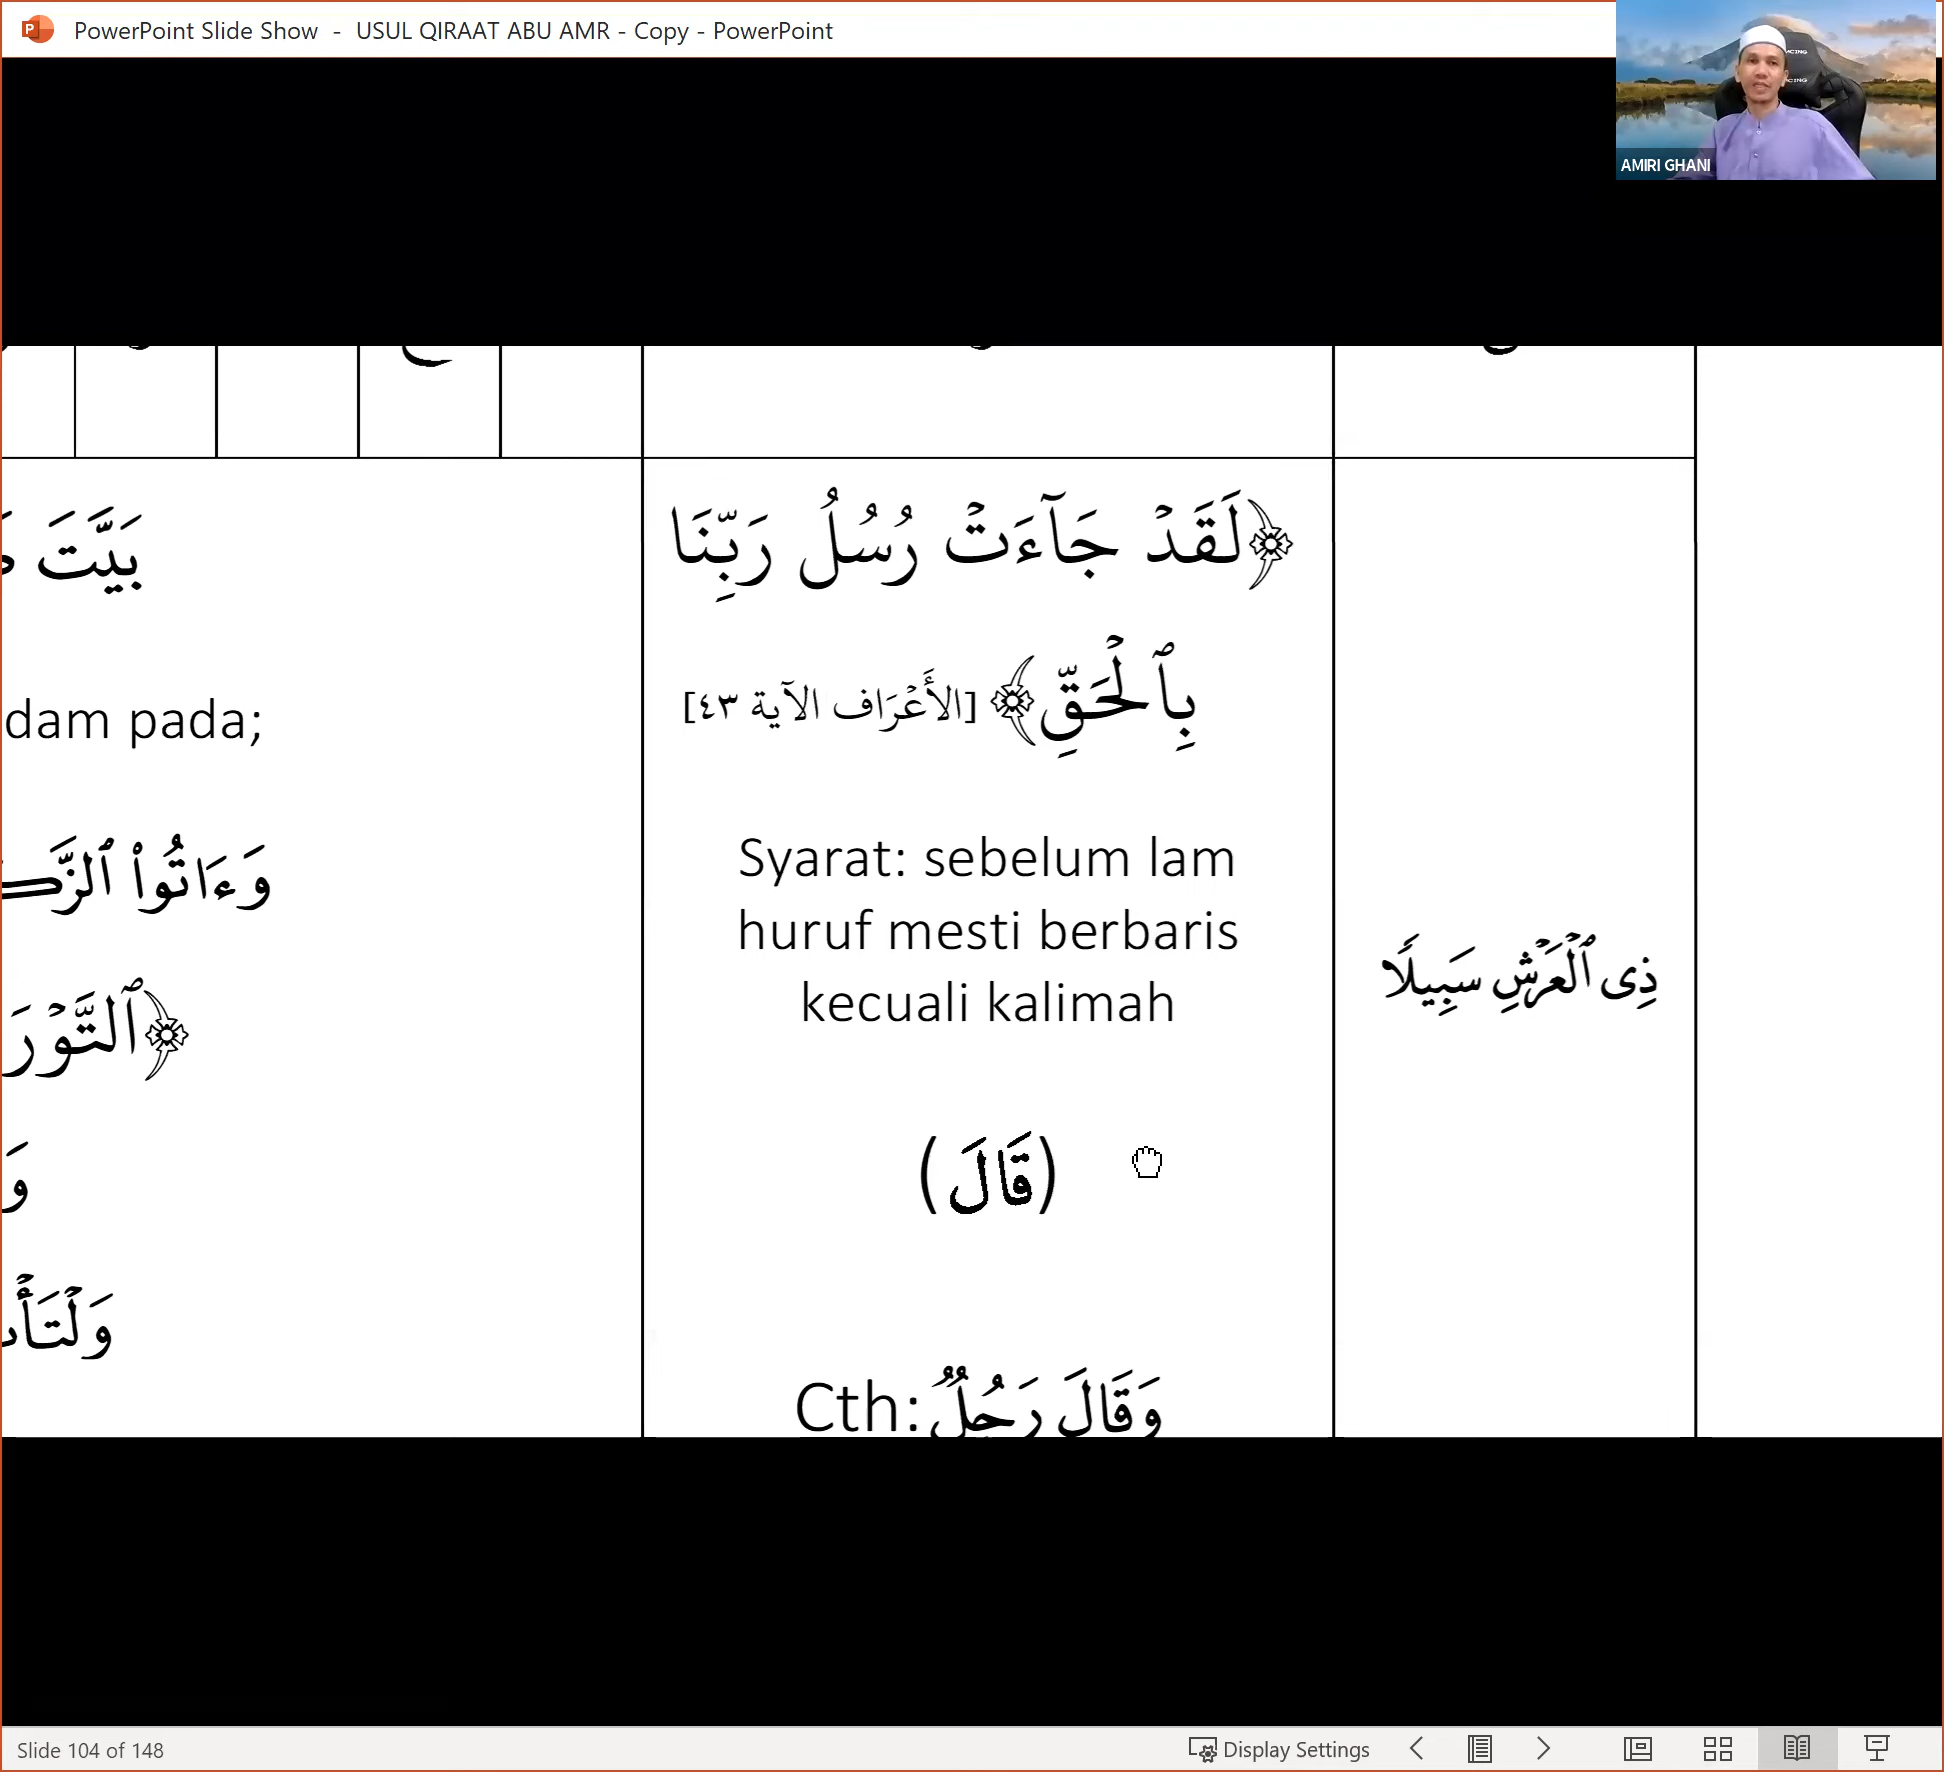 PowerPoint Slide Show - USUL QIRAAT ABU AMR - Copy - PowerPoint
AMIRI GHANI
﴿لَقَدۡ جَآءَتۡ رُسُلُ رَبِّنَا
بِٱلۡحَقِّ﴾ [الأَعۡرَاف الآية ٤٣]
Syarat: sebelum lam
huruf mesti berbaris
kecuali kalimah
(قَالَ)
Cth: وَقَالَ رَجُلٌ
ذِى ٱلۡعَرۡشِ سَبِيلًا
بَيَّتَ
dam pada;
وَءَاتُواْ
Slide 104 of 148
Display Settings